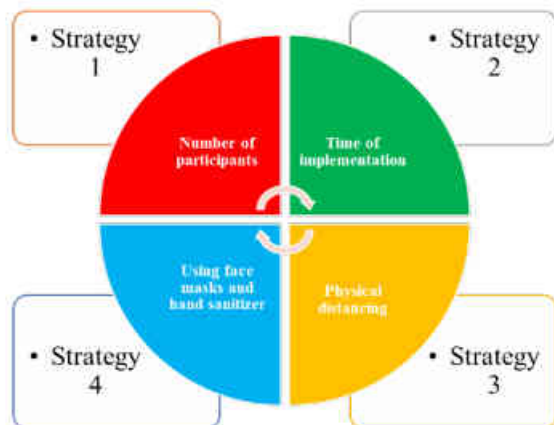 • Strategy
1
• Strategy
2
Number of
participants
Time of
implementation
Using face
masks and
hand sanitizer
Physical
distancing
• Strategy
4
• Strategy
3